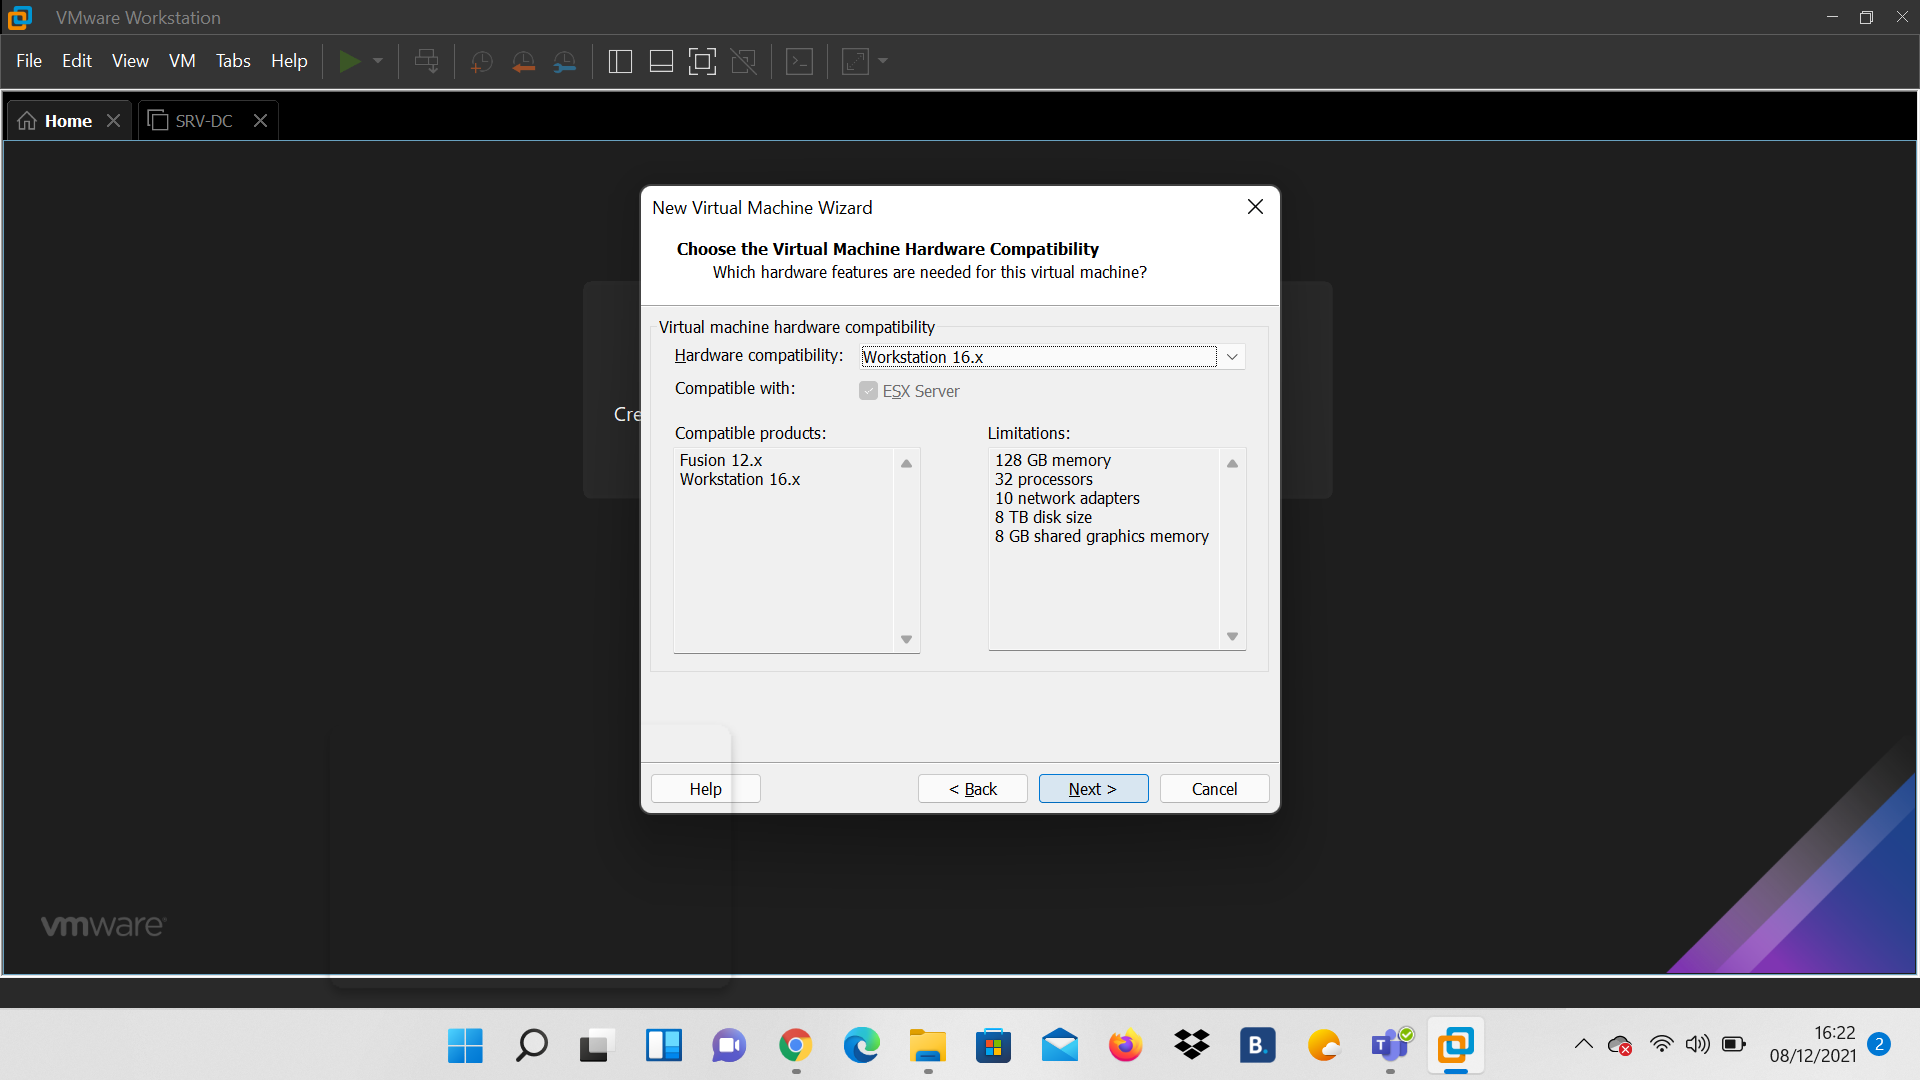 VMware Workstation
File Edit View VM Tabs Help
Home SRV-DC
New Virtual Machine Wizard
Choose the Virtual Machine Hardware Compatibility
Which hardware features are needed for this virtual machine?
Virtual machine hardware compatibility
Hardware compatibility: Workstation 16.x
Compatible with: ESX Server
Cre
Compatible products:
Fusion 12.x
Workstation 16.x
Limitations:
128 GB memory
32 processors
10 network adapters
8 TB disk size
8 GB shared graphics memory
Help < Back Next > Cancel
vmware
B.
T
16:22
08/12/2021
2